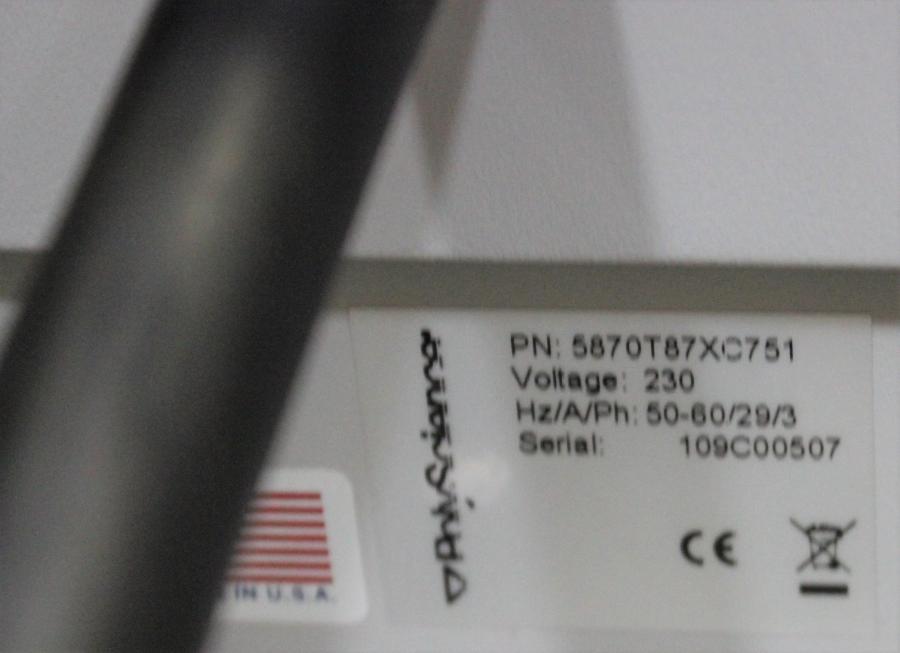 PN: 5870T87XC751
Voltage: 230
Hz/A/Ph: 50-60/29/3
Serial: 109C00507
CE
IN U.S.A.